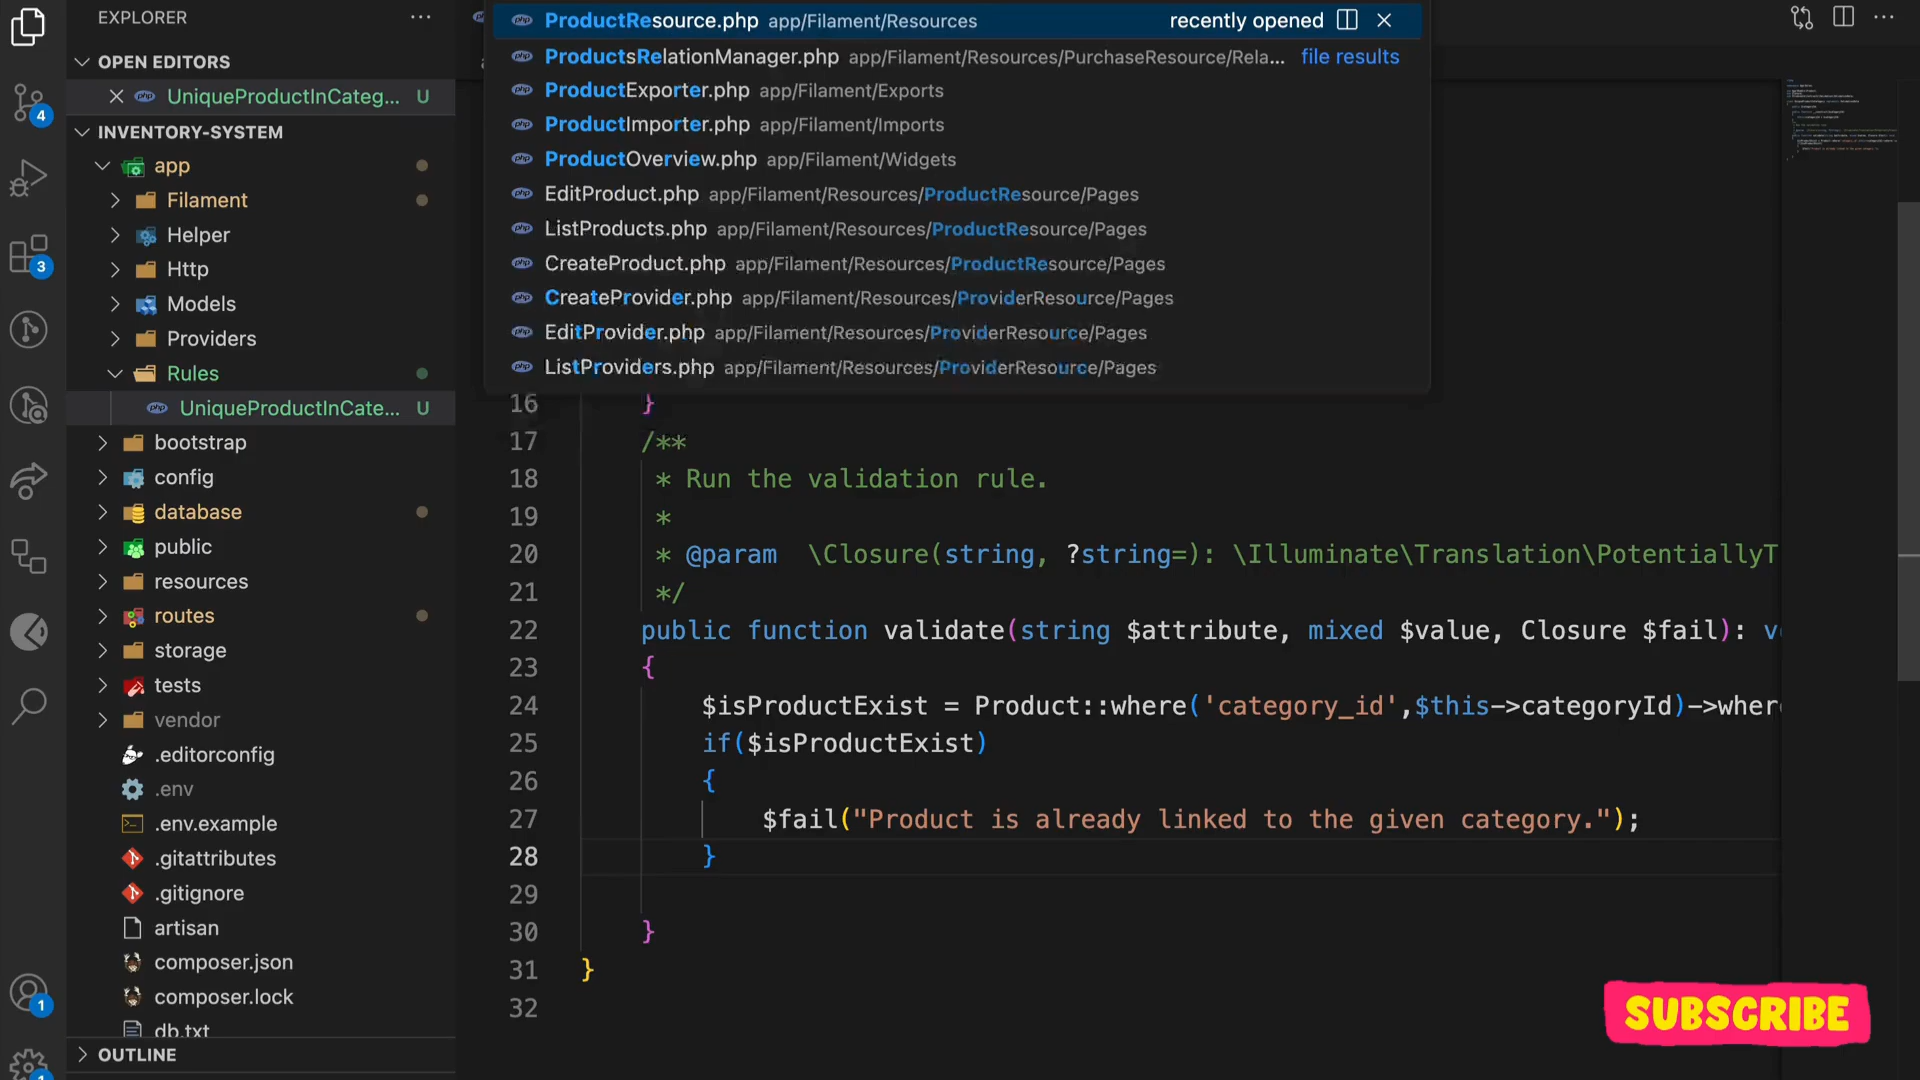 EXPLORER
OPEN EDITORS
UniqueProductInCateg... U
INVENTORY-SYSTEM
app
Filament
Helper
Http
Models
Providers
Rules
UniqueProductInCate... U
bootstrap
config
database
public
resources
routes
storage
tests
vendor
.editorconfig
.env
.env.example
.gitattributes
.gitignore
artisan
composer.json
composer.lock
db.txt
OUTLINE
4
3
1
1
ProductResource.php app/Filament/Resources recently opened
ProductsRelationManager.php app/Filament/Resources/PurchaseResource/Rela... file results
ProductExporter.php app/Filament/Exports
ProductImporter.php app/Filament/Imports
ProductOverview.php app/Filament/Widgets
EditProduct.php app/Filament/Resources/ProductResource/Pages
ListProducts.php app/Filament/Resources/ProductResource/Pages
CreateProduct.php app/Filament/Resources/ProductResource/Pages
CreateProvider.php app/Filament/Resources/ProviderResource/Pages
EditProvider.php app/Filament/Resources/ProviderResource/Pages
ListProviders.php app/Filament/Resources/ProviderResource/Pages
16 }
17 /**
18 * Run the validation rule.
19 *
20 * @param \Closure(string, ?string=): \Illuminate\Translation\PotentiallyT
21 */
22 public function validate(string $attribute, mixed $value, Closure $fail): v
23 {
24 $isProductExist = Product::where('category_id',$this->categoryId)->wher
25 if($isProductExist)
26 {
27 $fail("Product is already linked to the given category.");
28 }
29
30 }
31 }
32
SUBSCRIBE